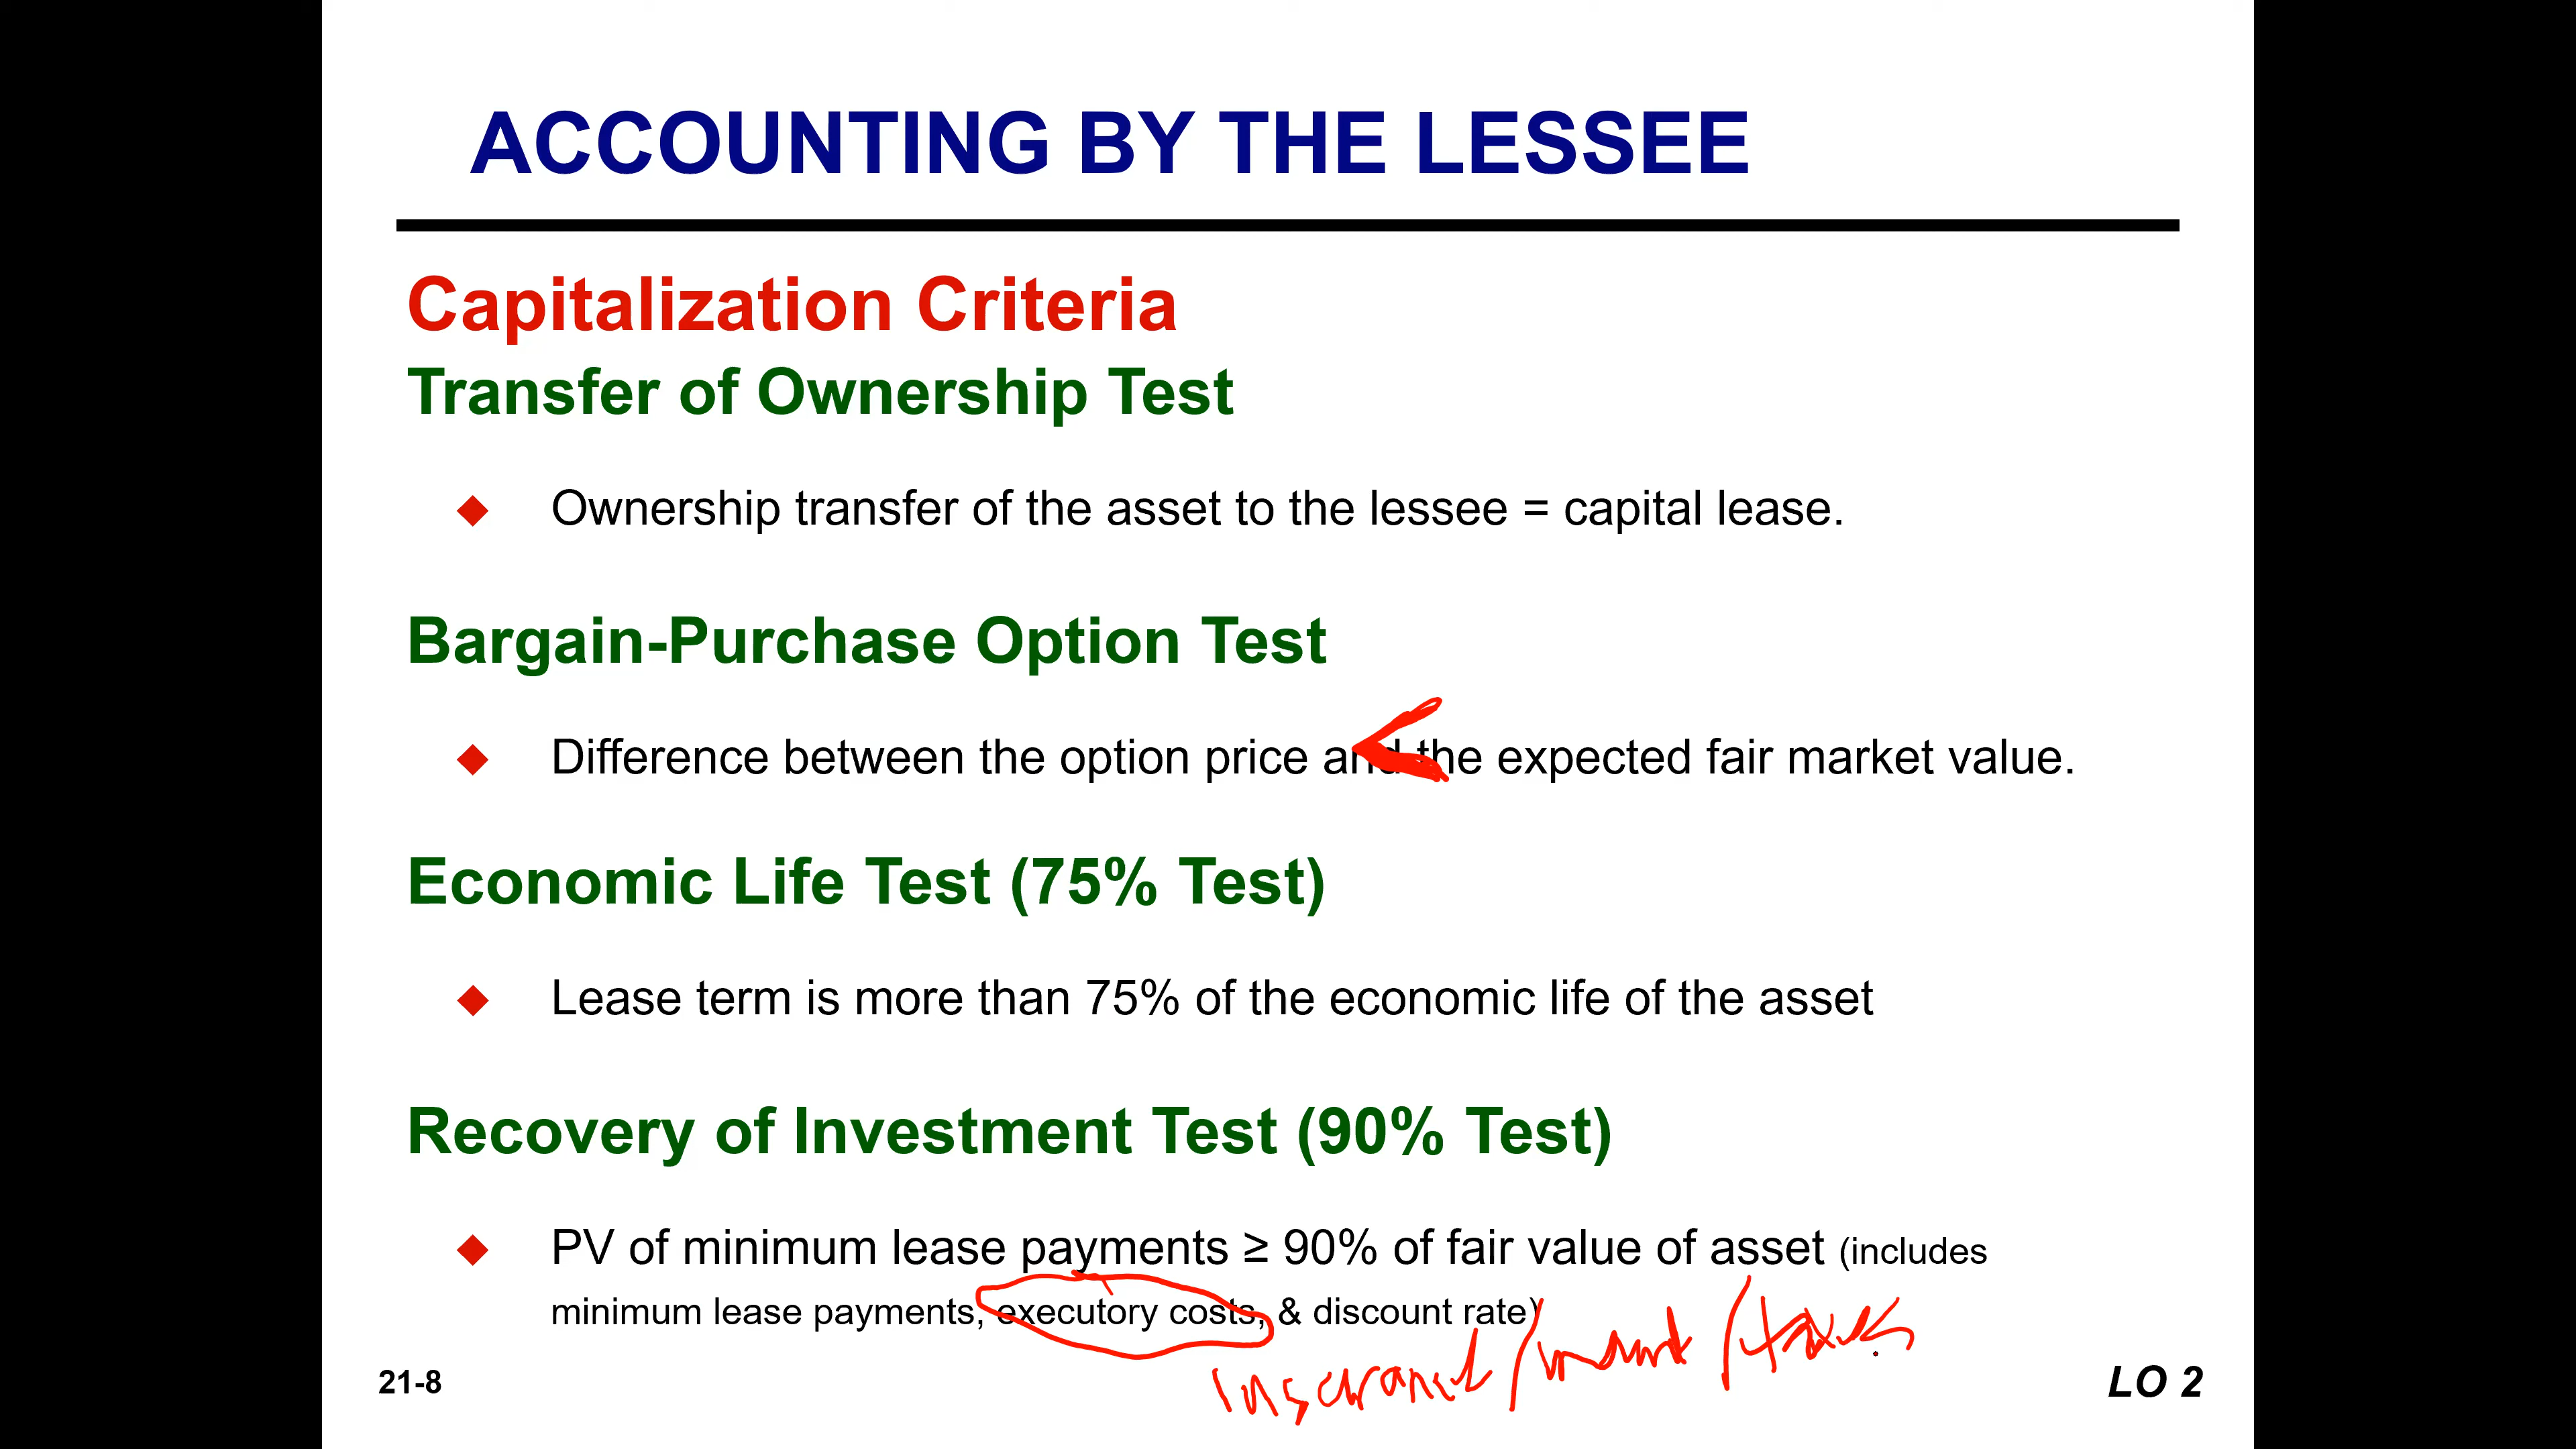 ACCOUNTING BY THE LESSEE
Capitalization Criteria
Transfer of Ownership Test
Ownership transfer of the asset to the lessee = capital lease.
Bargain-Purchase Option Test
Difference between the option price and the expected fair market value.
<
Economic Life Test (75% Test)
Lease term is more than 75% of the economic life of the asset
Recovery of Investment Test (90% Test)
PV of minimum lease payments ≥ 90% of fair value of asset (includes
minimum lease payments, executory costs, & discount rate)
/ / taxes
21-8
LO 2